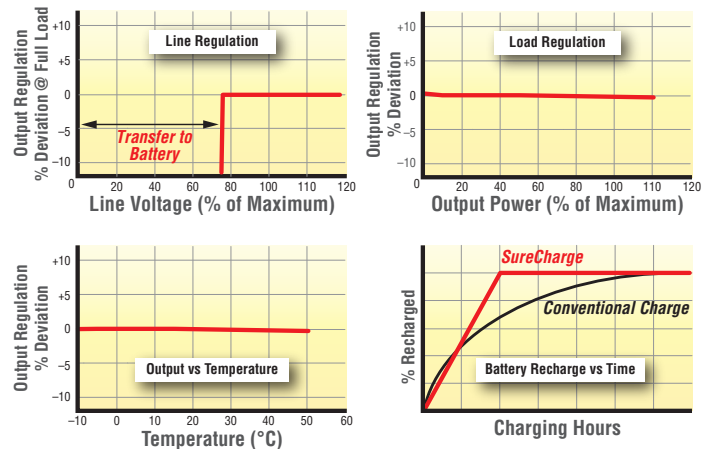 Output Regulation
% Deviation @ Full Load
+10
+5
0
−5
−10
Line Regulation
Transfer to
Battery
0 20 40 60 80 100 120
Line Voltage (% of Maximum)
Output Regulation
% Deviation
+10
+5
0
−5
−10
Load Regulation
0 20 40 60 80 100 120
Output Power (% of Maximum)
Output Regulation
% Deviation
+10
+5
0
−5
−10
Output vs Temperature
−10 0 10 20 30 40 50 60
Temperature (°C)
% Recharged
SureCharge
Conventional Charge
Battery Recharge vs Time
Charging Hours